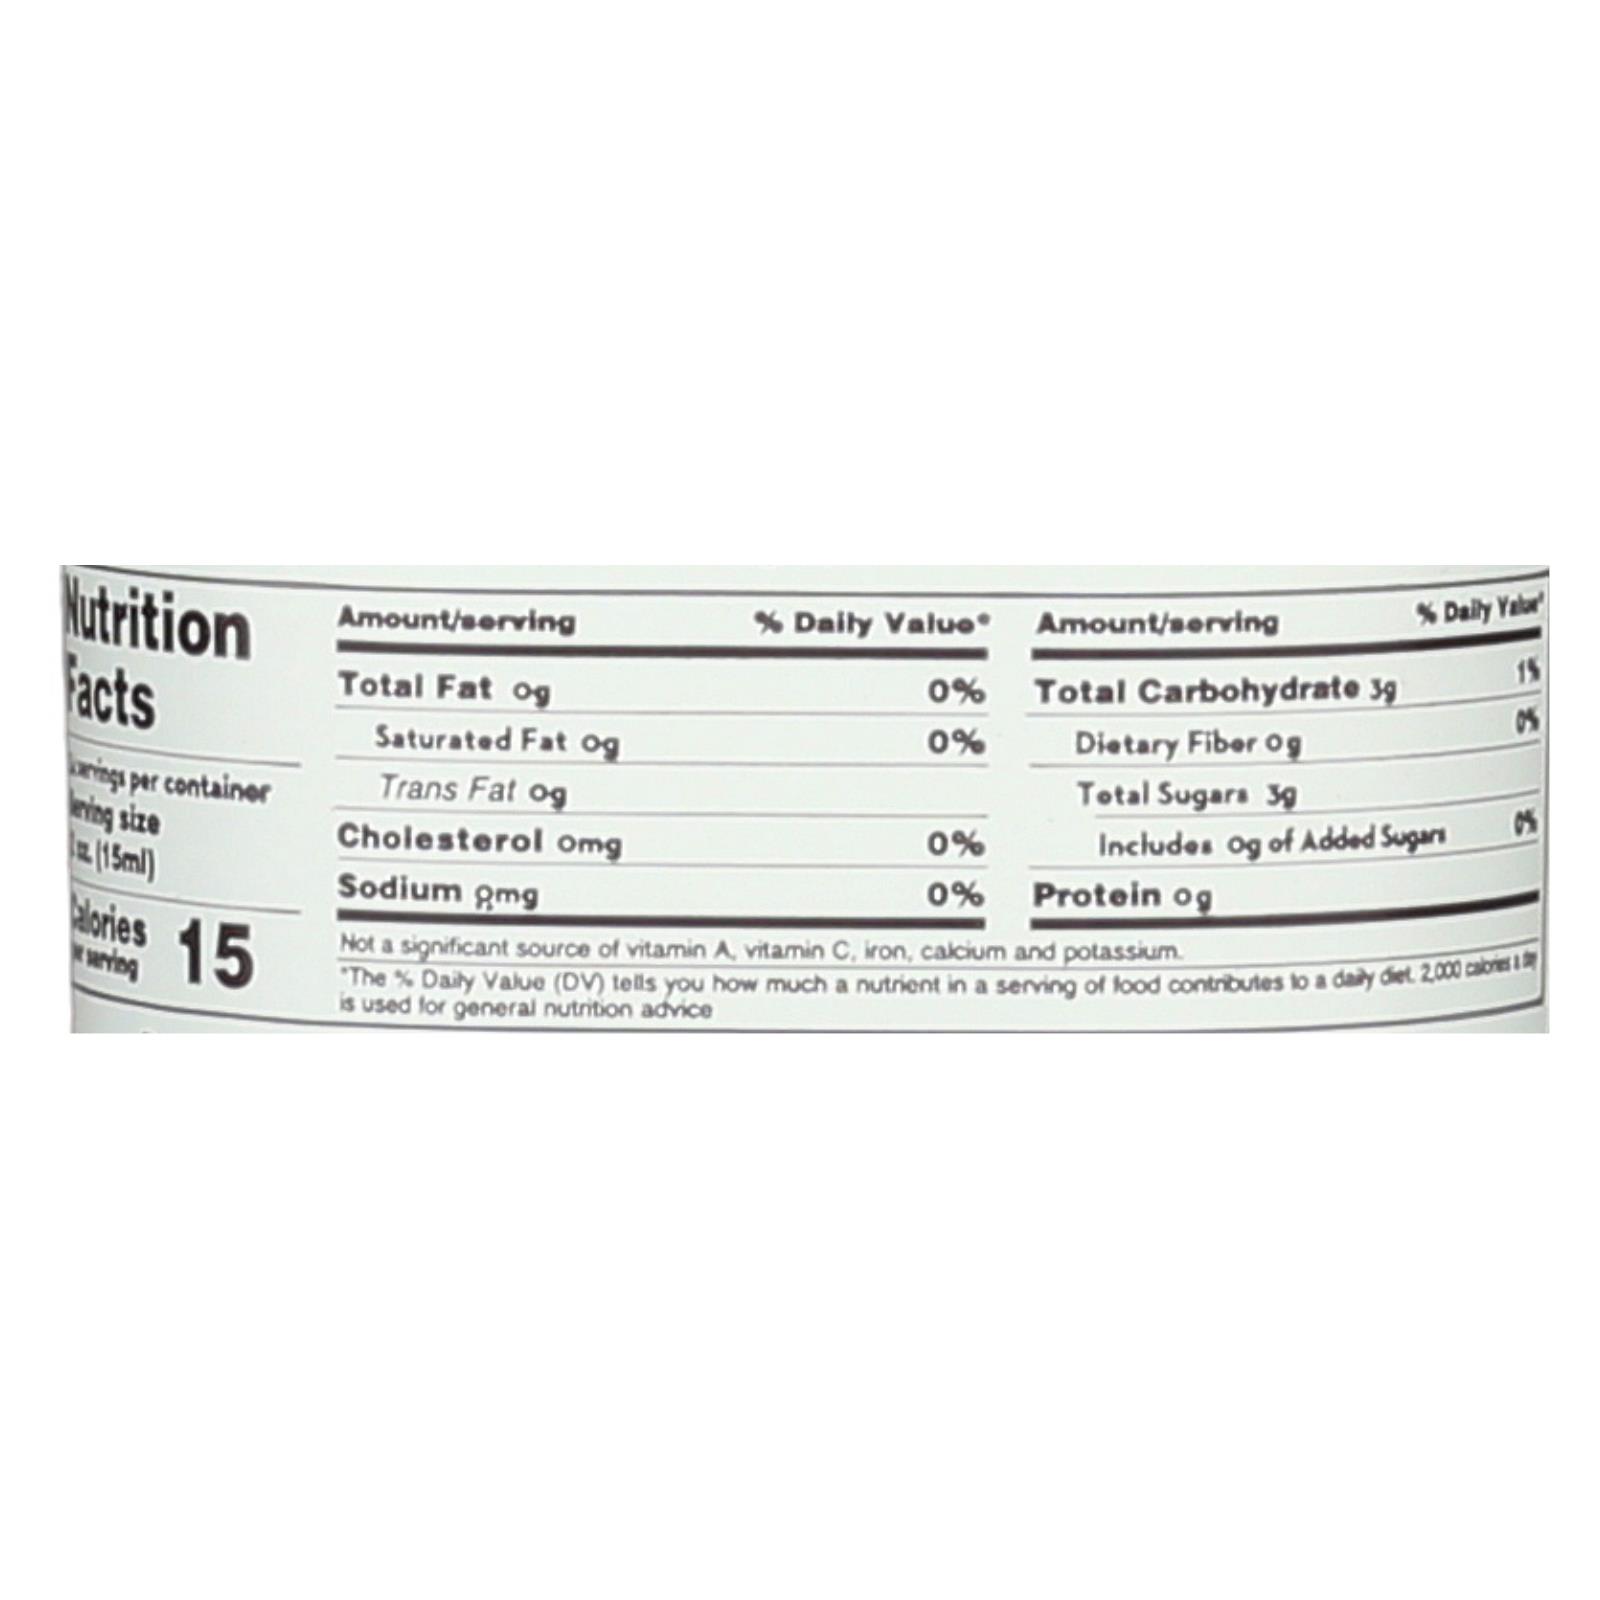 Nutrition
Facts
servings per container
Serving size
oz. (15ml)
Calories 15
per serving
Amount/serving % Daily Value*
Total Fat 0g 0%
Saturated Fat 0g 0%
Trans Fat 0g
Cholesterol 0mg 0%
Sodium 0mg 0%
Amount/serving % Daily Value*
Total Carbohydrate 3g 1%
Dietary Fiber 0g 0%
Total Sugars 3g
Includes 0g of Added Sugars 0%
Protein 0g
Not a significant source of vitamin A, vitamin C, iron, calcium and potassium.
*The % Daily Value (DV) tells you how much a nutrient in a serving of food contributes to a daily diet. 2,000 calories a day
is used for general nutrition advice